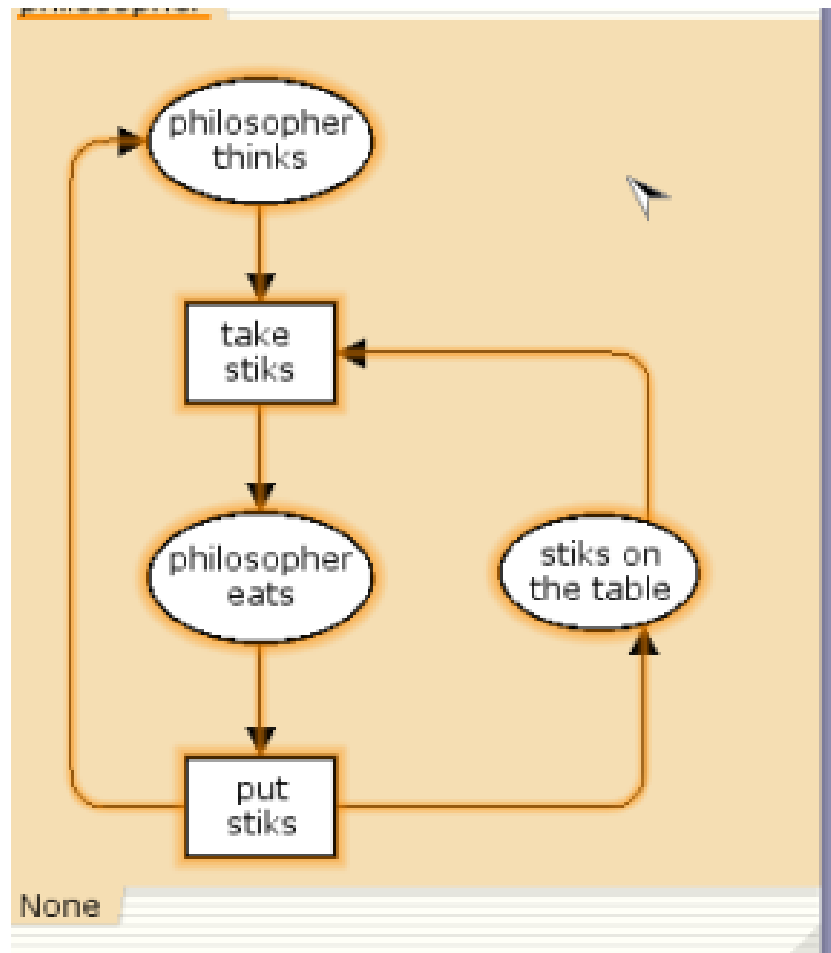 philosopher
thinks
take
stiks
philosopher
eats
stiks on
the table
put
stiks
None